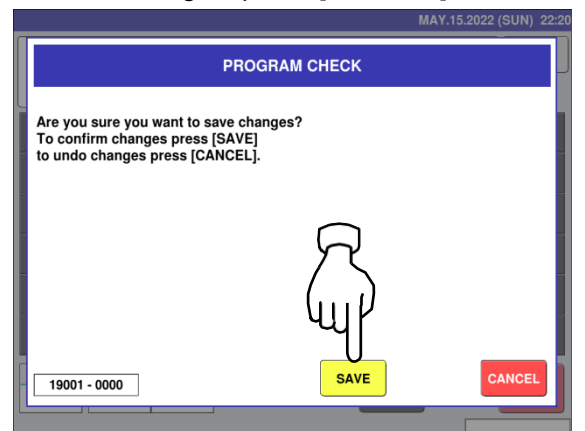 MAY.15.2022 (SUN) 22:20
PROGRAM CHECK
Are you sure you want to save changes?
To confirm changes press [SAVE]
to undo changes press [CANCEL].
19001 - 0000
SAVE
CANCEL